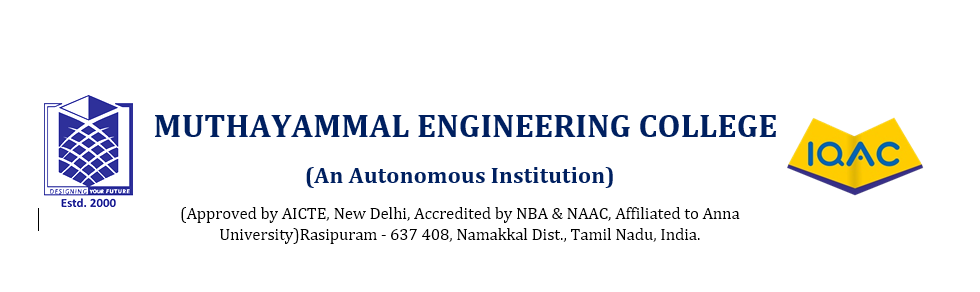 MUTHAYAMMAL ENGINEERING COLLEGE
(An Autonomous Institution)
(Approved by AICTE, New Delhi, Accredited by NBA & NAAC, Affiliated to Anna
University)Rasipuram - 637 408, Namakkal Dist., Tamil Nadu, India.
DESIGNING YOUR FUTURE
Estd. 2000
IQAC